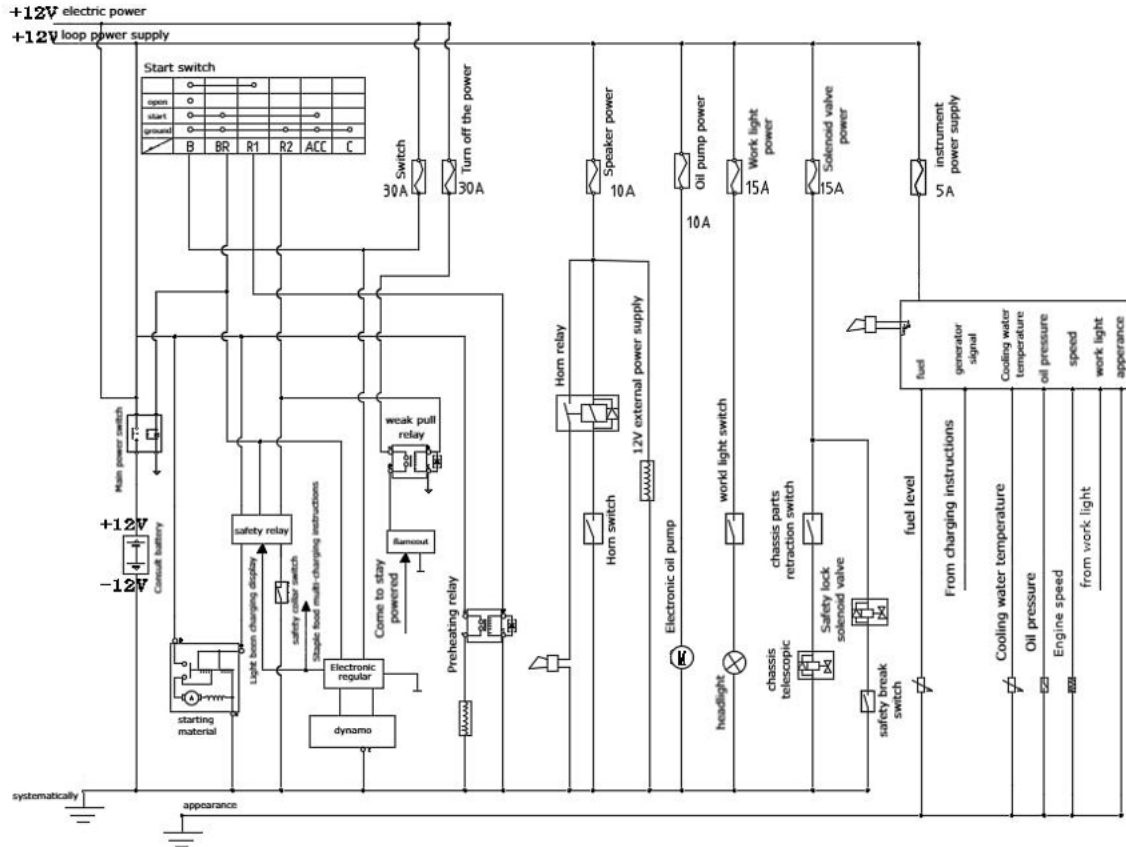 +12V electric power
+12V loop power supply
Start switch
open
start
ground
B BR R1 R2 ACC C
Switch
30A
Turn off the power
30A
Speaker power
10A
Oil pump power
10A
Work light
power
15A
Solenoid valve
power
15A
instrument
power supply
5A
fuel
generator
signal
Cooling water
temperature
oil pressure
speed
work light
apperance
Main power switch
+12V
-12V
Consult battery
safety relay
weak pull
relay
flameout
Come to stay
powered
Light been charging display
safety collar switch
Staple food multi-charging instructions
Electronic
regular
dynamo
starting
material
Preheating relay
Horn relay
Horn switch
12V external power supply
Electronic oil pump
M
workl light switch
headlight
chassis parts
retraction switch
chassis
telescopic
Safety lock
solenoid valve
safety break
switch
fuel level
From charging instructions
Cooling water temperature
Oil pressure
Engine speed
from work light
A
systematically
appearance